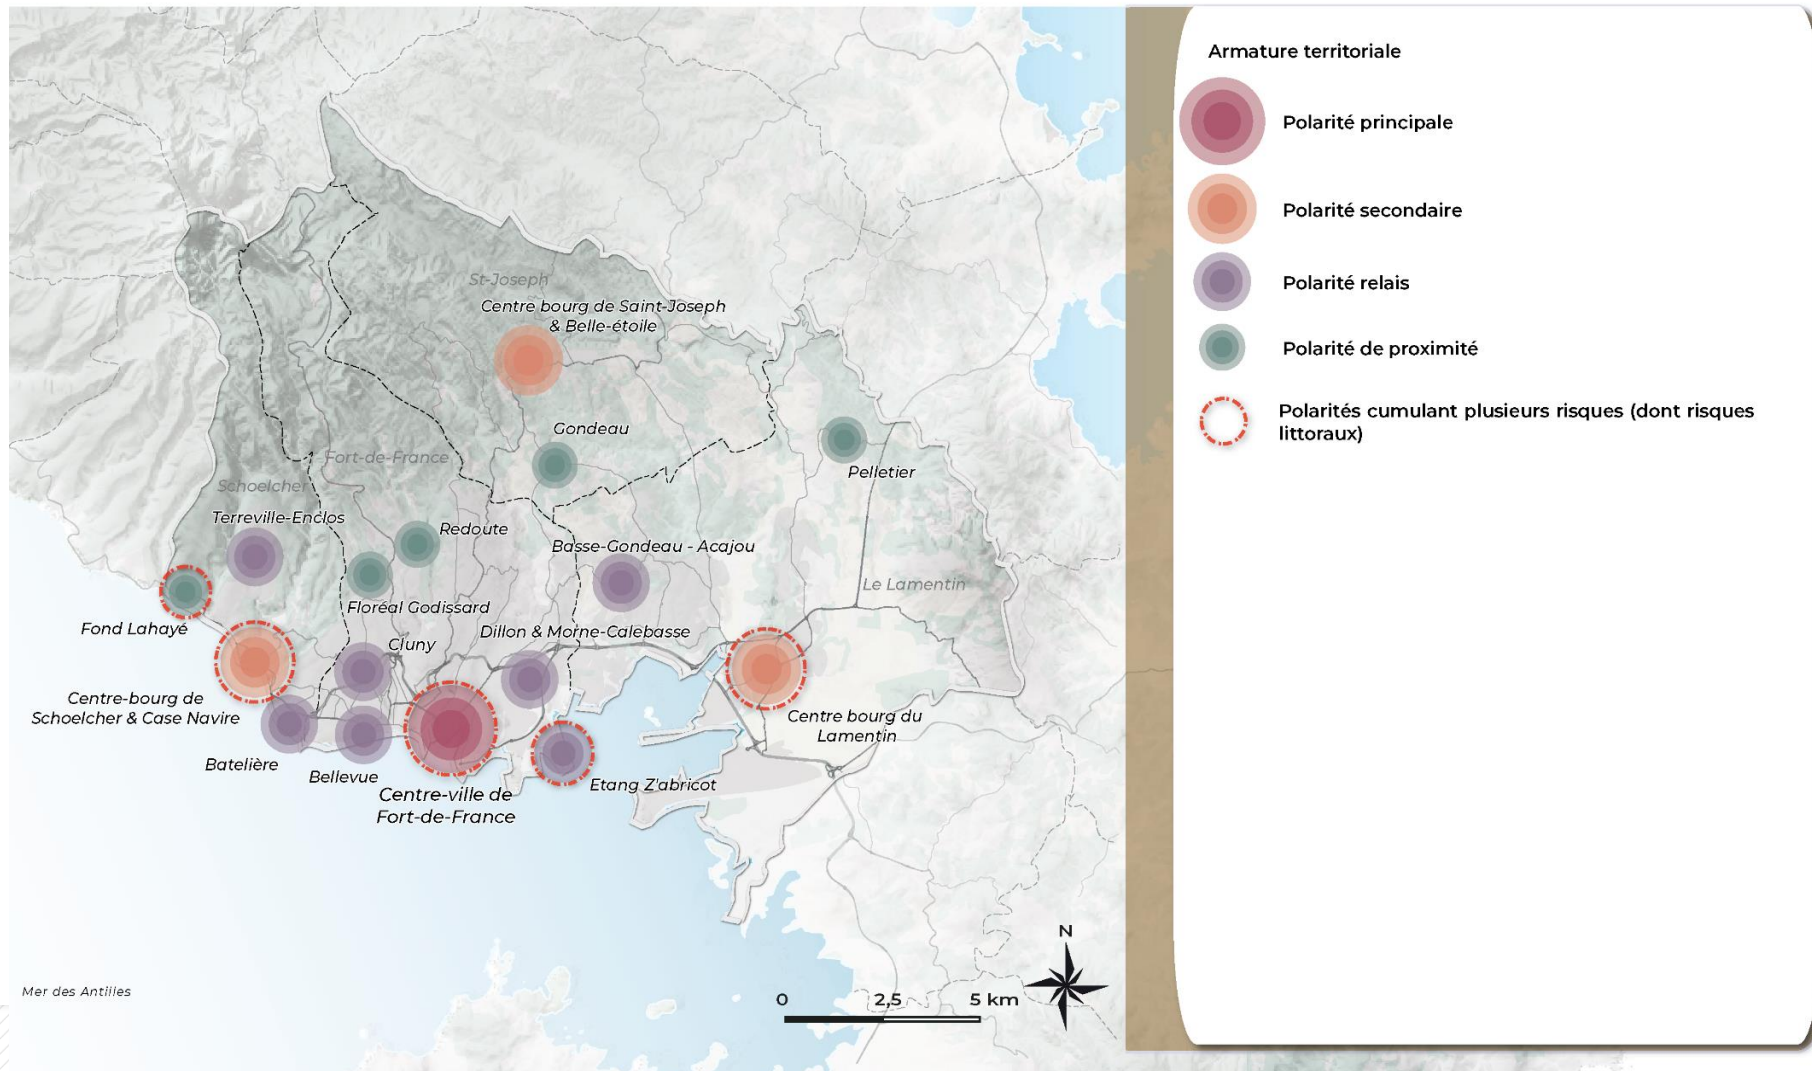 Armature territoriale
Polarité principale
Polarité secondaire
Polarité relais
Polarité de proximité
Polarités cumulant plusieurs risques (dont risques
littoraux)
St-Joseph
Centre bourg de Saint-Joseph
& Belle-étoile
Gondeau
Pelletier
Fort-de-France
Schoelcher
Terreville-Enclos
Redoute
Basse-Gondeau - Acajou
Le Lamentin
Floréal Godissard
Fond Lahayé
Dillon & Morne-Calebasse
Cluny
Centre-bourg de
Schoelcher & Case Navire
Centre bourg du
Lamentin
Batelière
Bellevue
Etang Z'abricot
Centre-ville de
Fort-de-France
N
Mer des Antilles
0 2,5 5 km